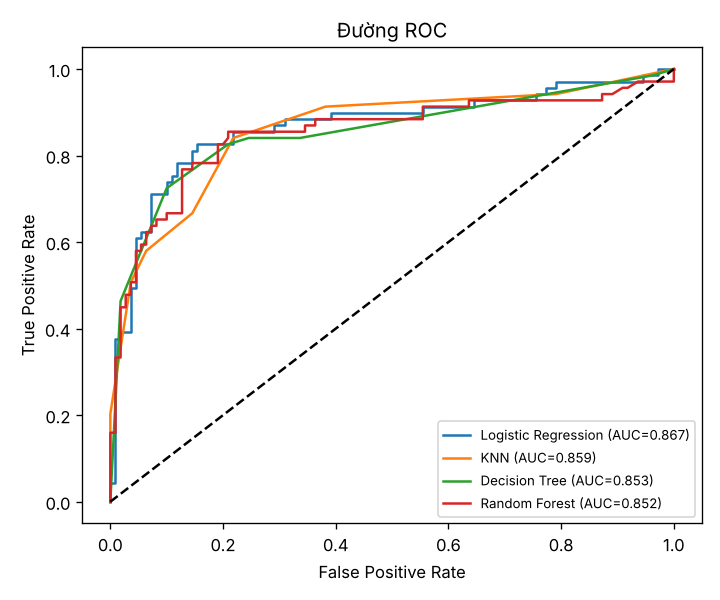 Đường ROC
True Positive Rate
1.0
0.8
0.6
0.4
0.2
0.0
Logistic Regression (AUC=0.867)
KNN (AUC=0.859)
Decision Tree (AUC=0.853)
Random Forest (AUC=0.852)
0.0 0.2 0.4 0.6 0.8 1.0
False Positive Rate